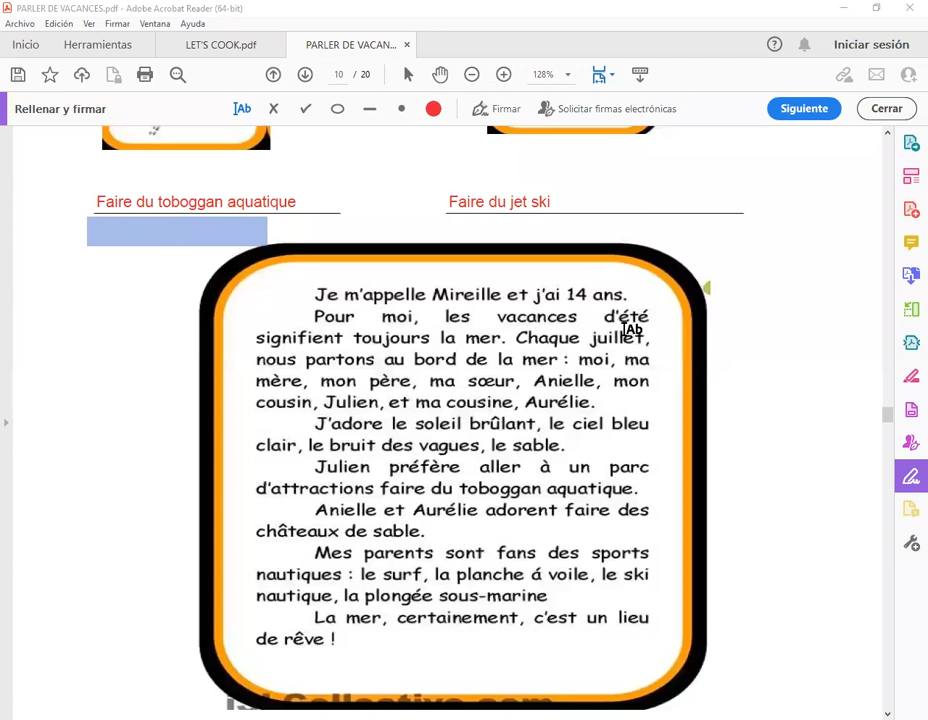 PARLER DE VACANCES.pdf - Adobe Acrobat Reader (64-bit)
Archivo Edición Ver Firmar Ventana Ayuda
Inicio Herramientas LET'S COOK.pdf PARLER DE VACAN... × Iniciar sesión
10 / 20 128%
Rellenar y firmar Ab Firmar Solicitar firmas electrónicas Siguiente Cerrar
Faire du toboggan aquatique Faire du jet ski
Je m'appelle Mireille et j'ai 14 ans.
Pour moi, les vacances d'été
signifient toujours la mer. Chaque juillet,
nous partons au bord de la mer : moi, ma
mère, mon père, ma sœur, Anielle, mon
cousin, Julien, et ma cousine, Aurélie.
J'adore le soleil brûlant, le ciel bleu
clair, le bruit des vagues, le sable.
Julien préfère aller à un parc
d'attractions faire du toboggan aquatique.
Anielle et Aurélie adorent faire des
châteaux de sable.
Mes parents sont fans des sports
nautiques : le surf, la planche á voile, le ski
nautique, la plongée sous-marine
La mer, certainement, c'est un lieu
de rêve !